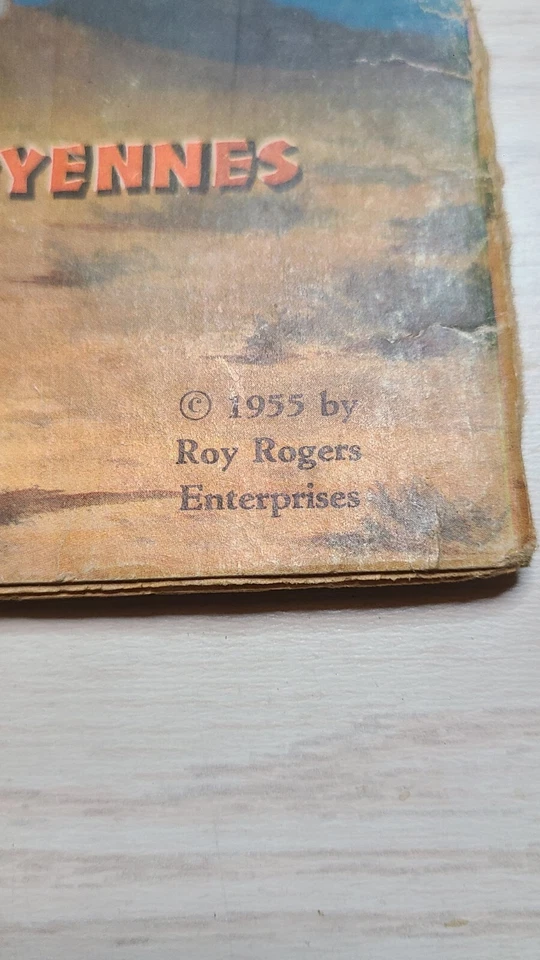 YENNES
© 1955 by
Roy Rogers
Enterprises